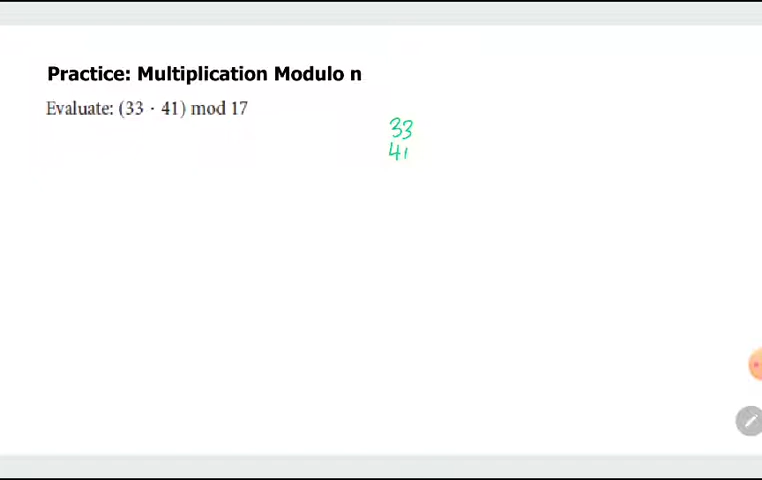 Practice: Multiplication Modulo n
Evaluate: (33 · 41) mod 17
33
41